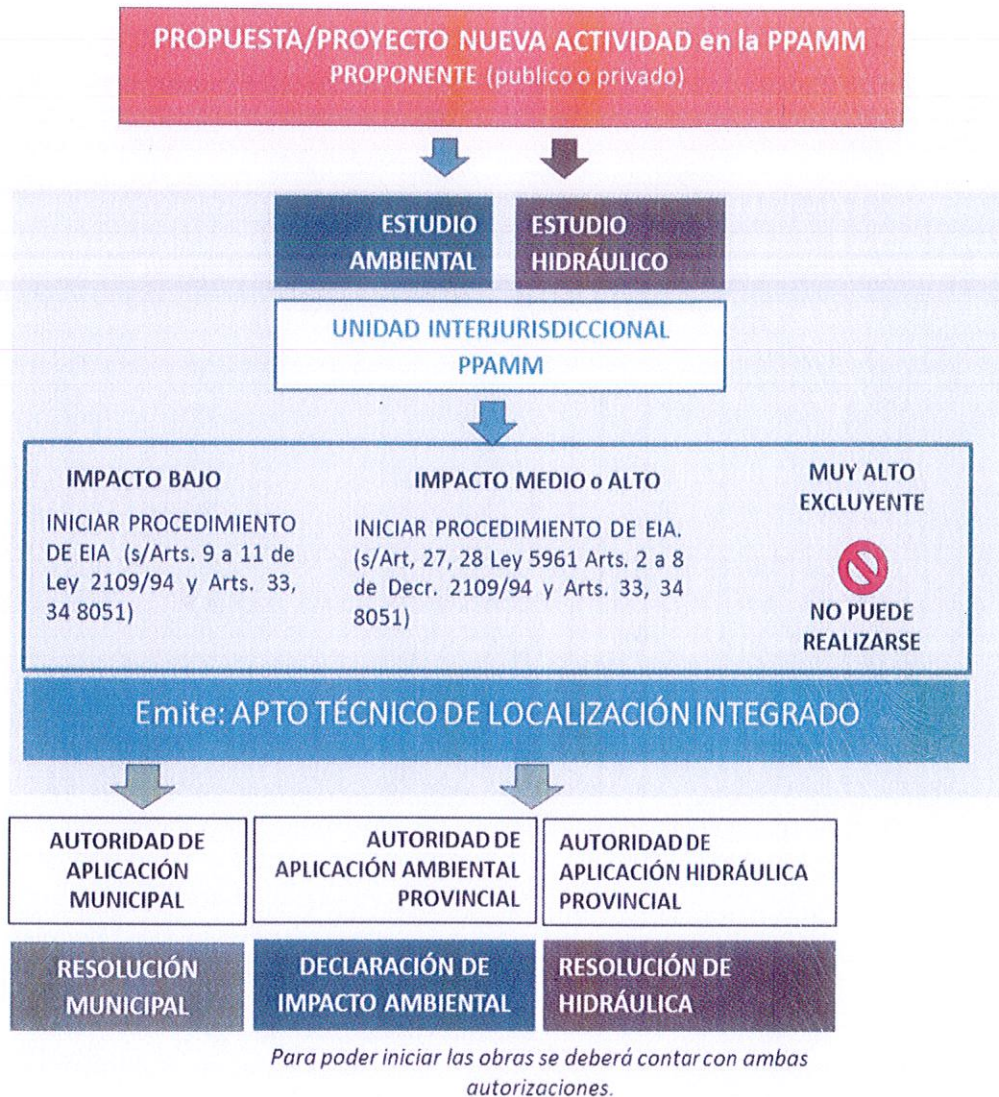 PROPUESTA/PROYECTO NUEVA ACTIVIDAD en la PPAMM
PROPONENTE (publico o privado)
ESTUDIO
AMBIENTAL
ESTUDIO
HIDRÁULICO
UNIDAD INTERJURISDICCIONAL
PPAMM
IMPACTO BAJO
INICIAR PROCEDIMIENTO
DE EIA (s/Arts. 9 a 11 de
Ley 2109/94 y Arts. 33,
34 8051)
IMPACTO MEDIO o ALTO
INICIAR PROCEDIMIENTO DE EIA.
(s/Art, 27, 28 Ley 5961 Arts. 2 a 8
de Decr. 2109/94 y Arts. 33, 34
8051)
MUY ALTO
EXCLUYENTE
NO PUEDE
REALIZARSE
Emite: APTO TÉCNICO DE LOCALIZACIÓN INTEGRADO
AUTORIDAD DE
APLICACIÓN
MUNICIPAL
AUTORIDAD DE
APLICACIÓN AMBIENTAL
PROVINCIAL
AUTORIDAD DE
APLICACIÓN HIDRÁULICA
PROVINCIAL
RESOLUCIÓN
MUNICIPAL
DECLARACIÓN DE
IMPACTO AMBIENTAL
RESOLUCIÓN DE
HIDRÁULICA
Para poder iniciar las obras se deberá contar con ambas
autorizaciones.